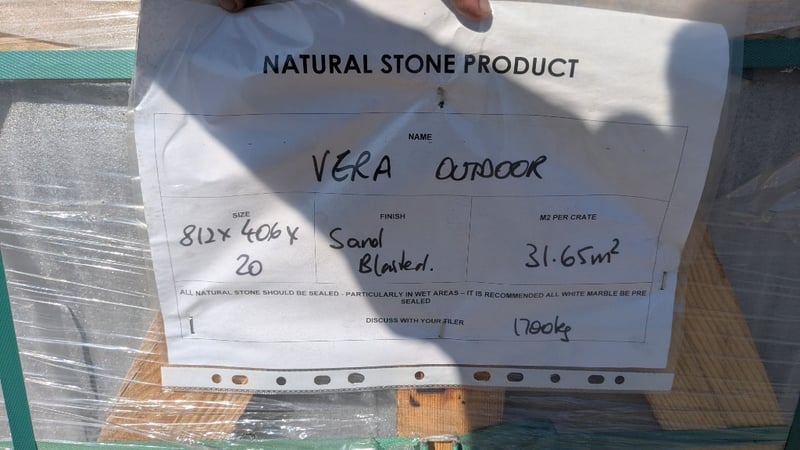 NATURAL STONE PRODUCT
NAME
VERA OUTDOOR
SIZE
812 x 406 x
20
FINISH
Sand
Blasted.
M2 PER CRATE
31.65m²
ALL NATURAL STONE SHOULD BE SEALED - PARTICULARLY IN WET AREAS – IT IS RECOMMENDED ALL WHITE MARBLE BE PRE
SEALED
DISCUSS WITH YOUR TILER
1700kg